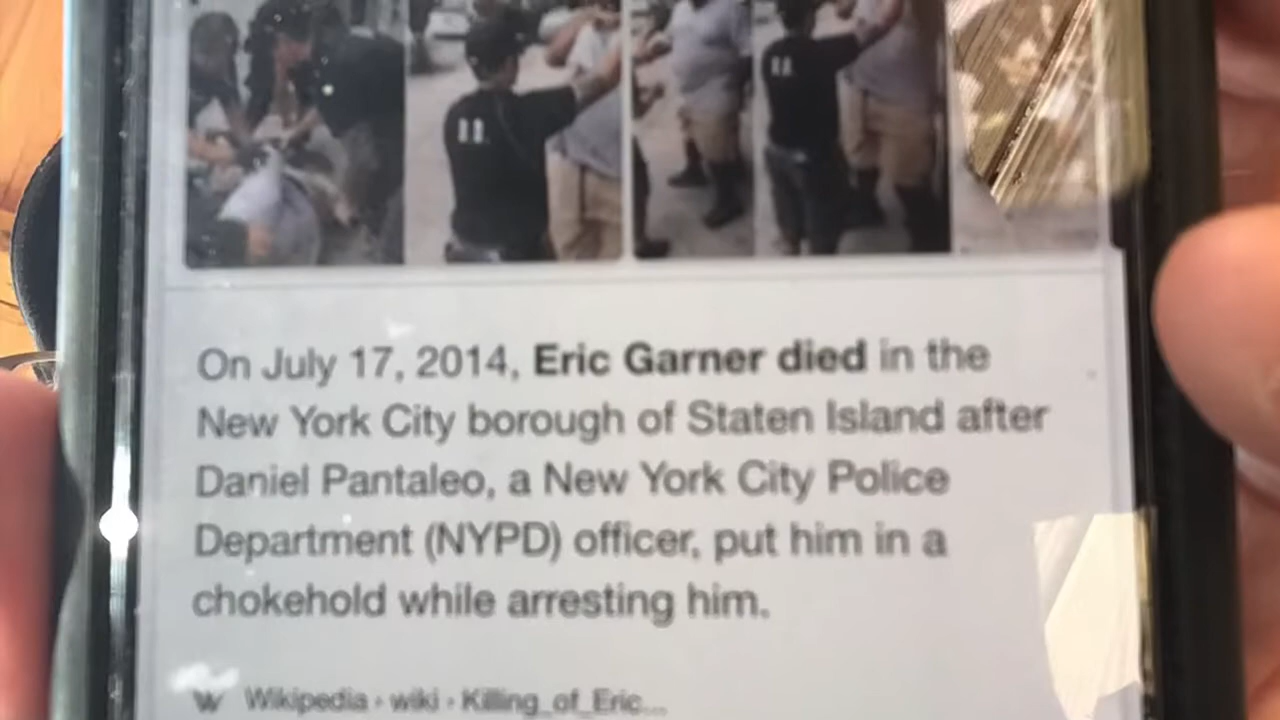 On July 17, 2014, Eric Garner died in the
New York City borough of Staten Island after
Daniel Pantaleo, a New York City Police
Department (NYPD) officer, put him in a
chokehold while arresting him.
W Wikipedia › wiki › Killing_of_Eric...